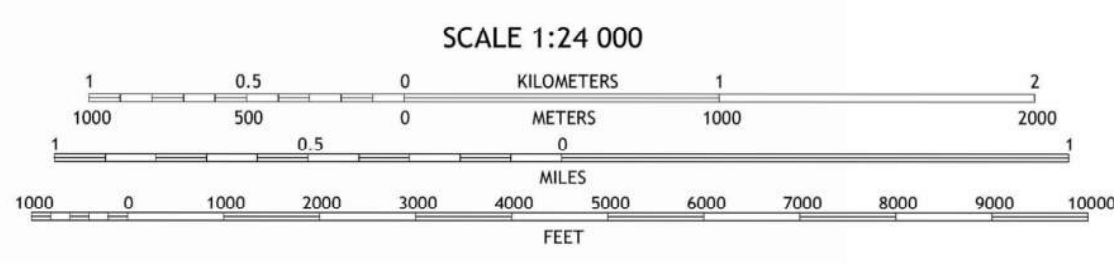 SCALE 1:24 000
1 0.5 0 KILOMETERS 1 2
1000 500 0 METERS 1000 2000
1 0.5 0 1
MILES
1000 0 1000 2000 3000 4000 5000 6000 7000 8000 9000 10000
FEET